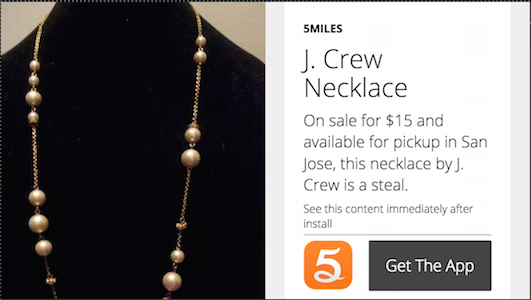 5MILES
J. Crew
Necklace
On sale for $15 and
available for pickup in San
Jose, this necklace by J.
Crew is a steal.
See this content immediately after
install
5
Get The App